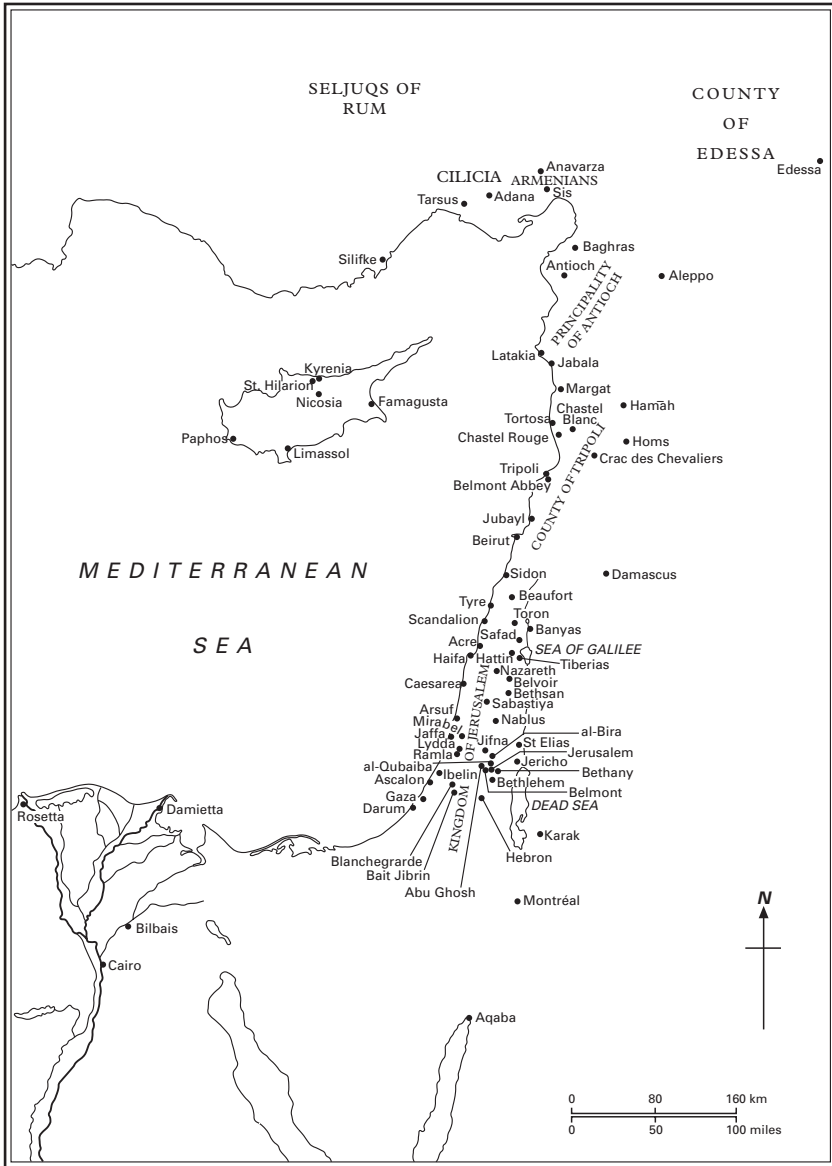 SELJUQS OF
RUM
COUNTY
OF
EDESSA
Edessa
Anavarza
CILICIA
ARMENIANS
Sis
Adana
Tarsus
Baghras
Silifke
Antioch
Aleppo
PRINCIPALITY
OF ANTIOCH
Latakia
Jabala
Kyrenia
St. Hilarion
Nicosia
Famagusta
Paphos
Limassol
Margat
Hamāh
Chastel
Blanc
Tortosa
Chastel Rouge
Homs
Crac des Chevaliers
Tripoli
Belmont Abbey
COUNTY OF TRIPOLI
Jubayl
Beirut
MEDITERRANEAN
SEA
Sidon
Damascus
Beaufort
Tyre
Toron
Scandalion
Banyas
Safad
Acre
SEA OF GALILEE
Haifa
Hattin
Tiberias
Nazareth
Caesarea
Belvoir
Bethsan
Sabastiya
Arsuf
Mirabel
Nablus
Jaffa
al-Bira
Lydda
Jifna
St Elias
Ramla
Jerusalem
al-Qubaiba
Jericho
Ibelin
Bethany
Ascalon
Bethlehem
Belmont
Gaza
DEAD SEA
Darum
KINGDOM
OF JERUSALEM
Rosetta
Damietta
Karak
Blanchegrarde
Hebron
Bait Jibrin
Abu Ghosh
Montréal
N
Bilbais
Cairo
Aqaba
0 80 160 km
0 50 100 miles